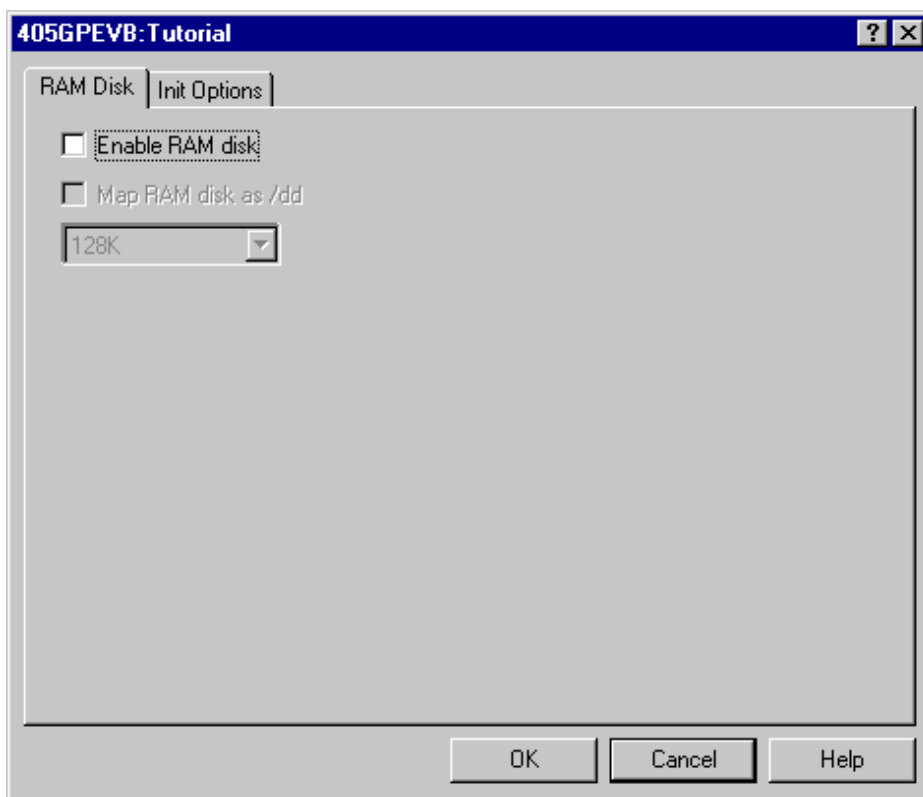 405GPEVB:Tutorial
RAM Disk Init Options
Enable RAM disk
Map RAM disk as /dd
128K
OK Cancel Help